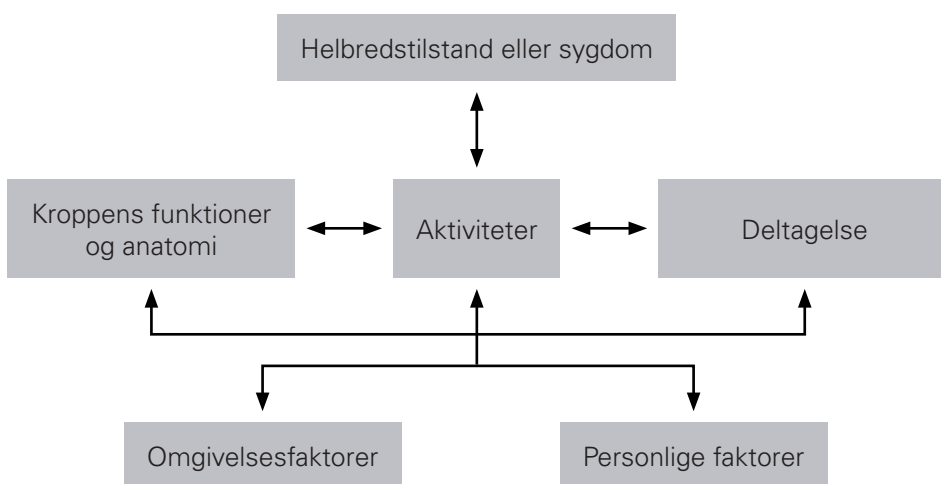 Helbredstilstand eller sygdom
Kroppens funktioner
og anatomi
Aktiviteter
Deltagelse
Omgivelsesfaktorer
Personlige faktorer